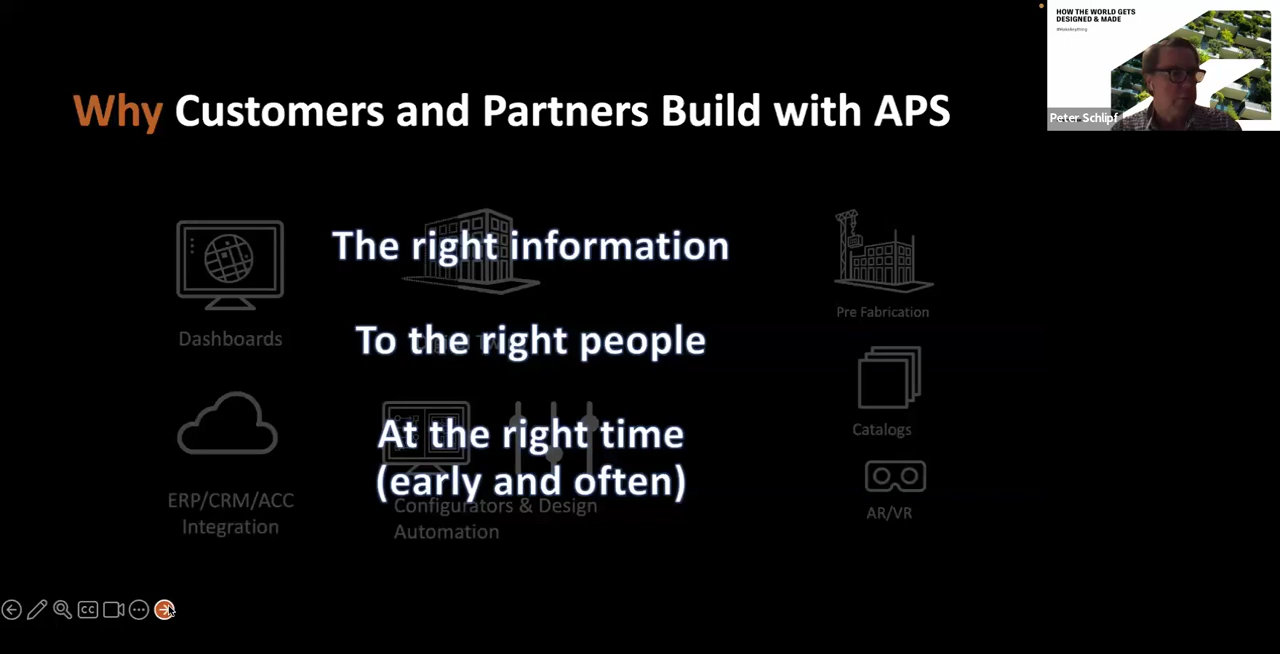 HOW THE WORLD GETS
DESIGNED & MADE
#MakeAnything
Peter Schlipf
Why Customers and Partners Build with APS
The right information
To the right people
At the right time
(early and often)
Dashboards
ERP/CRM/ACC
Integration
Configurators & Design
Automation
Pre Fabrication
Catalogs
AR/VR
CC